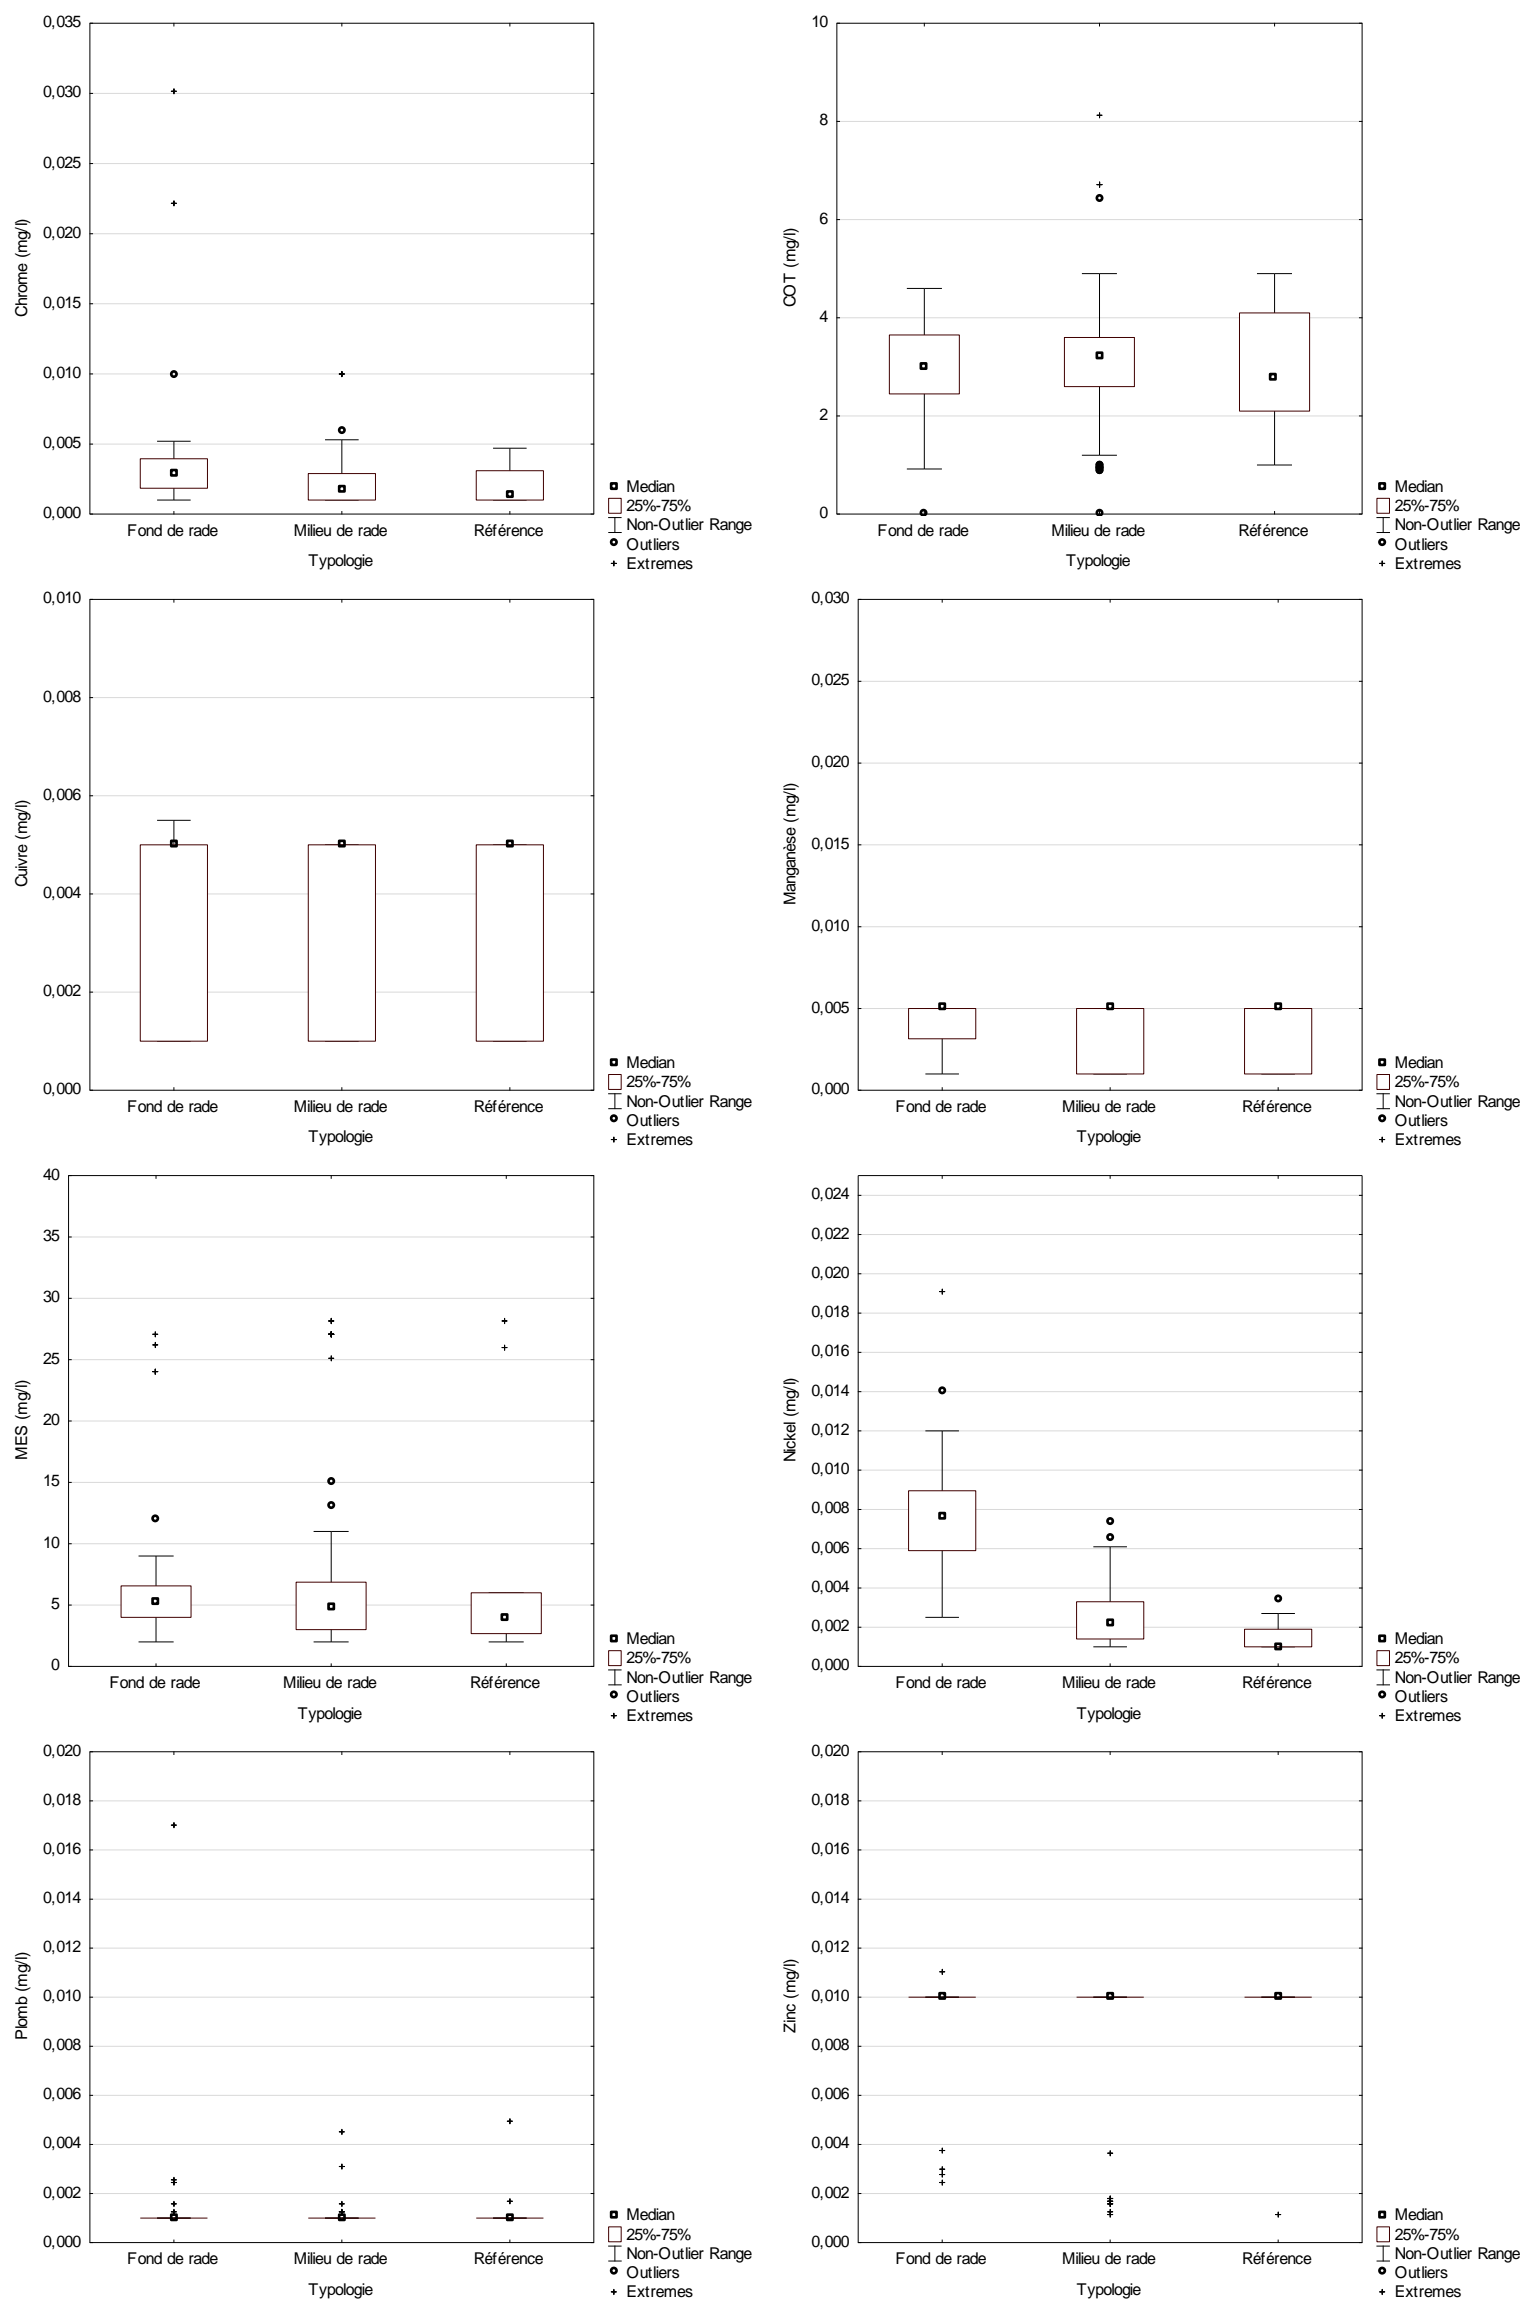 0,035
0,030
0,025
0,020
0,015
0,010
0,005
0,000
Chrome (mg/l)
Fond de rade Milieu de rade Référence
Typologie
Median
25%-75%
Non-Outlier Range
Outliers
Extremes
10
8
6
4
2
0
COT (mg/l)
Fond de rade Milieu de rade Référence
Typologie
Median
25%-75%
Non-Outlier Range
Outliers
Extremes
0,010
0,008
0,006
0,004
0,002
0,000
Cuivre (mg/l)
Fond de rade Milieu de rade Référence
Typologie
Median
25%-75%
Non-Outlier Range
Outliers
Extremes
0,030
0,025
0,020
0,015
0,010
0,005
0,000
Manganèse (mg/l)
Fond de rade Milieu de rade Référence
Typologie
Median
25%-75%
Non-Outlier Range
Outliers
Extremes
40
35
30
25
20
15
10
5
0
MES (mg/l)
Fond de rade Milieu de rade Référence
Typologie
Median
25%-75%
Non-Outlier Range
Outliers
Extremes
0,024
0,022
0,020
0,018
0,016
0,014
0,012
0,010
0,008
0,006
0,004
0,002
0,000
Nickel (mg/l)
Fond de rade Milieu de rade Référence
Typologie
Median
25%-75%
Non-Outlier Range
Outliers
Extremes
0,020
0,018
0,016
0,014
0,012
0,010
0,008
0,006
0,004
0,002
0,000
Plomb (mg/l)
Fond de rade Milieu de rade Référence
Typologie
Median
25%-75%
Non-Outlier Range
Outliers
Extremes
0,020
0,018
0,016
0,014
0,012
0,010
0,008
0,006
0,004
0,002
0,000
Zinc (mg/l)
Fond de rade Milieu de rade Référence
Typologie
Median
25%-75%
Non-Outlier Range
Outliers
Extremes